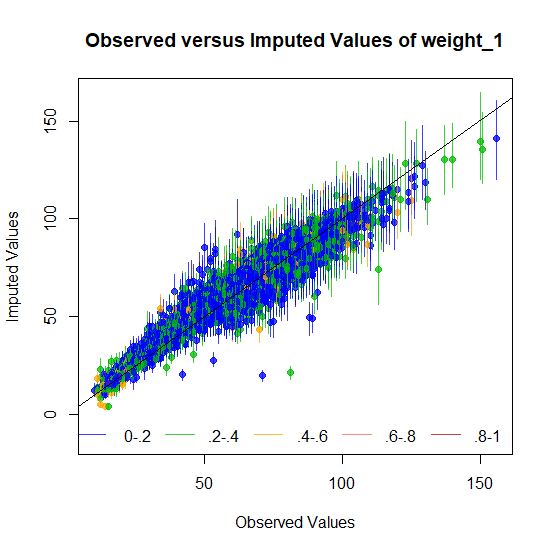 Observed versus Imputed Values of weight_1
Imputed Values
150
100
50
0
0-.2 .2-.4 .4-.6 .6-.8 .8-1
50 100 150
Observed Values